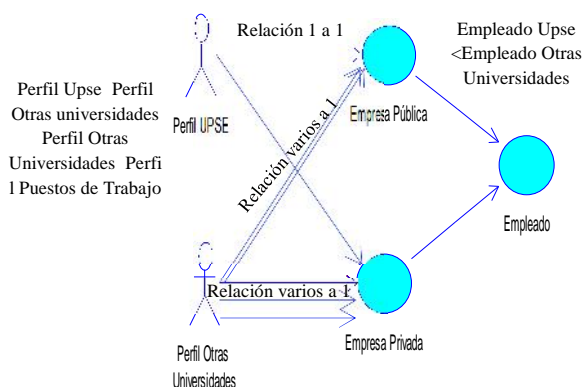 Relación 1 a 1
Empleado Upse
<Empleado Otras
Universidades
Perfil Upse Perfil
Otras universidades
Perfil Otras
Universidades Perfi
l Puestos de Trabajo
Perfil UPSE
Empresa Pública
Relación varios a 1
Empleado
Relación varios a 1
Perfil Otras
Universidades
Empresa Privada